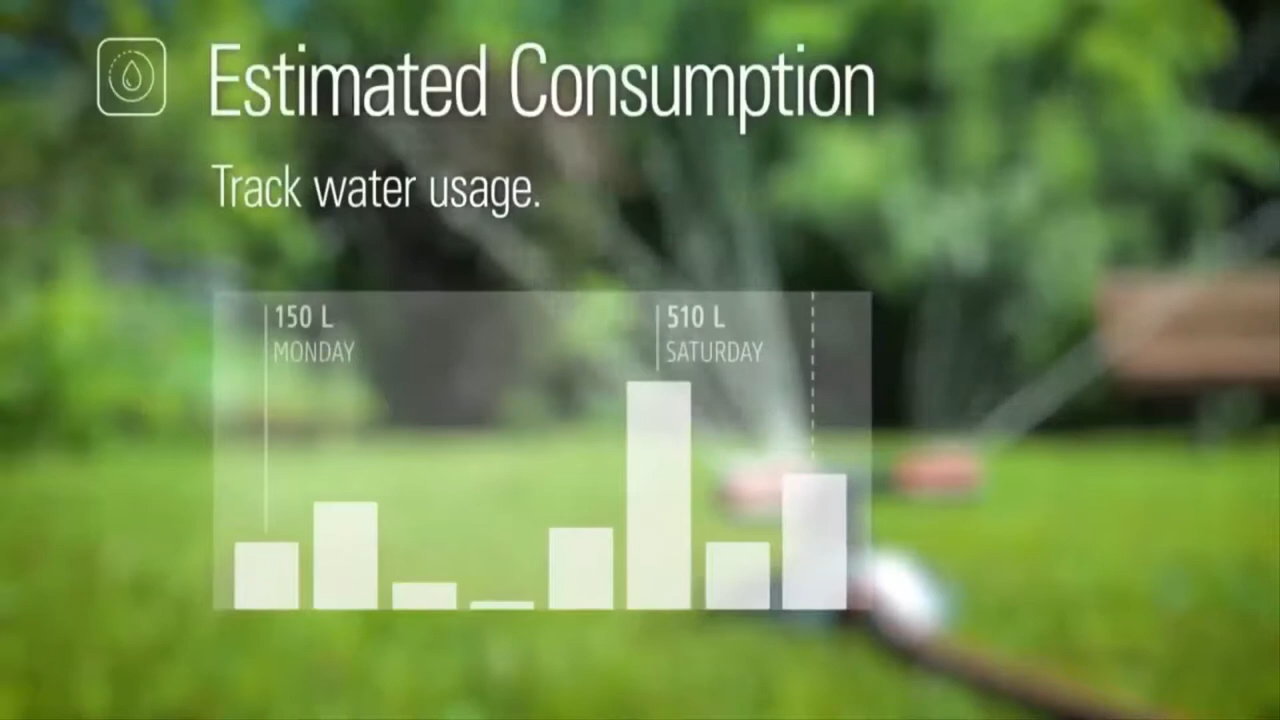 Estimated Consumption
Track water usage.
150 L
MONDAY
510 L
SATURDAY